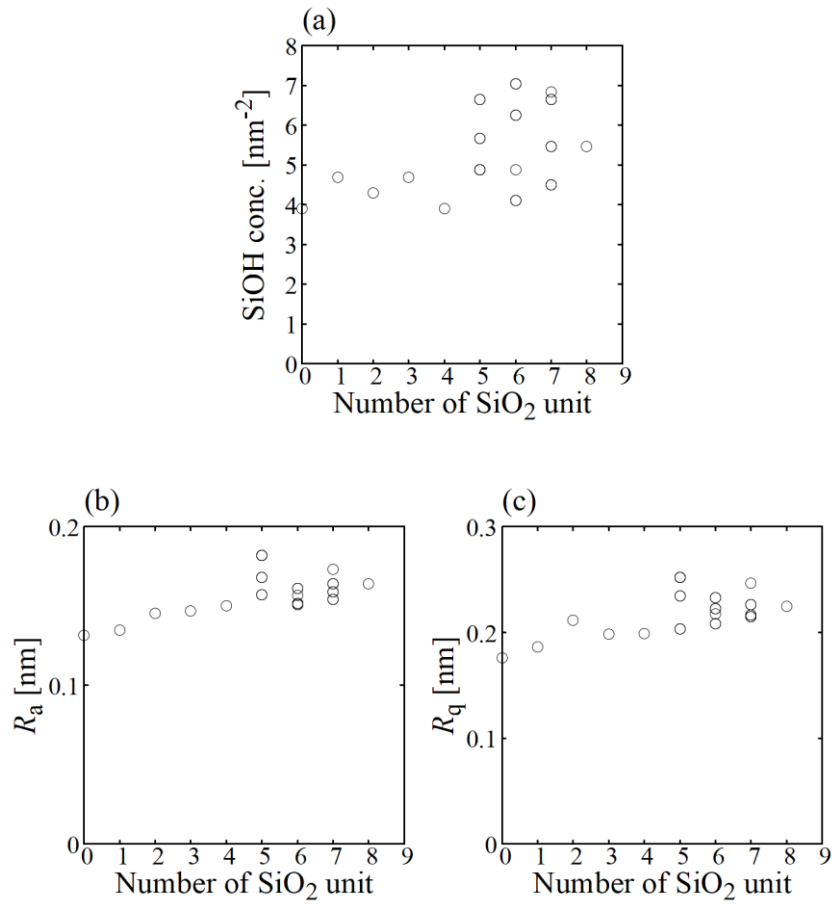 (a)
8
7
6
5
4
3
2
1
0
SiOH conc. [nm⁻²]
0 1 2 3 4 5 6 7 8 9
Number of SiO₂ unit
(b)
0.2
0.1
0
Rₐ [nm]
0 1 2 3 4 5 6 7 8 9
Number of SiO₂ unit
(c)
0.3
0.2
0.1
0
R_q [nm]
0 1 2 3 4 5 6 7 8 9
Number of SiO₂ unit